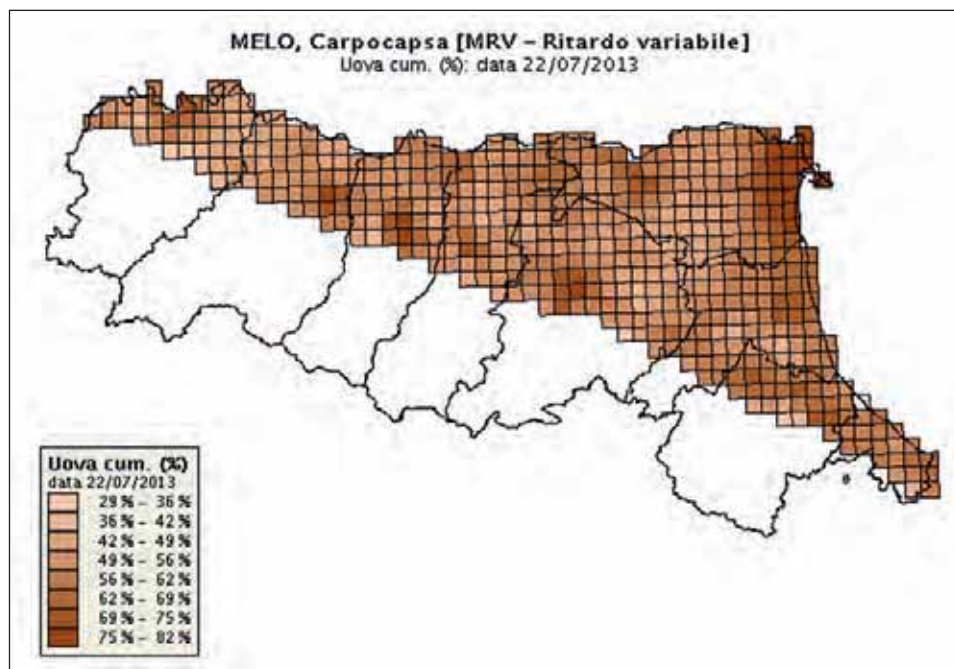 MELO, Carpocapsa [MRV – Ritardo variabile]
Uova cum. (%): data 22/07/2013
Uova cum. (%)
data 22/07/2013
29% – 36%
36% – 42%
42% – 49%
49% – 56%
56% – 62%
62% – 69%
69% – 75%
75% – 82%